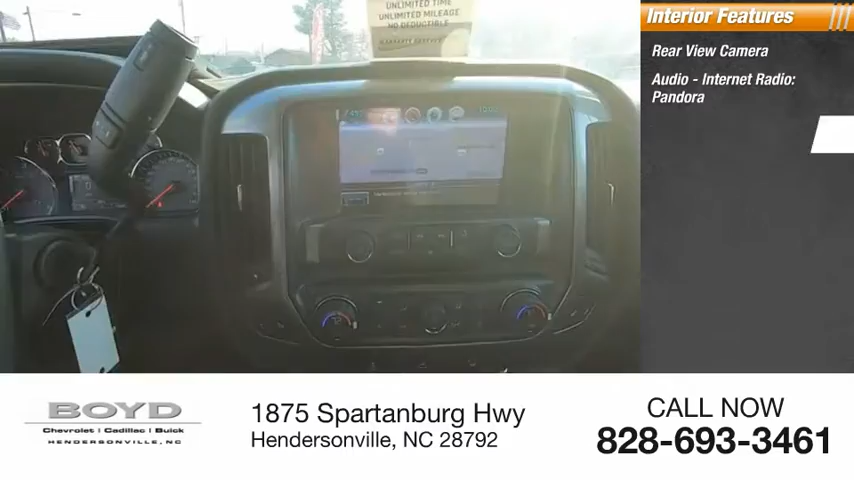 UNLIMITED TIME
UNLIMITED MILEAGE
NO DEDUCTIBLE
Interior Features
Rear View Camera
Audio - Internet Radio:
Pandora
BOYD
Chevrolet | Cadillac | Buick
HENDERSONVILLE, NC
1875 Spartanburg Hwy
Hendersonville, NC 28792
CALL NOW
828-693-3461